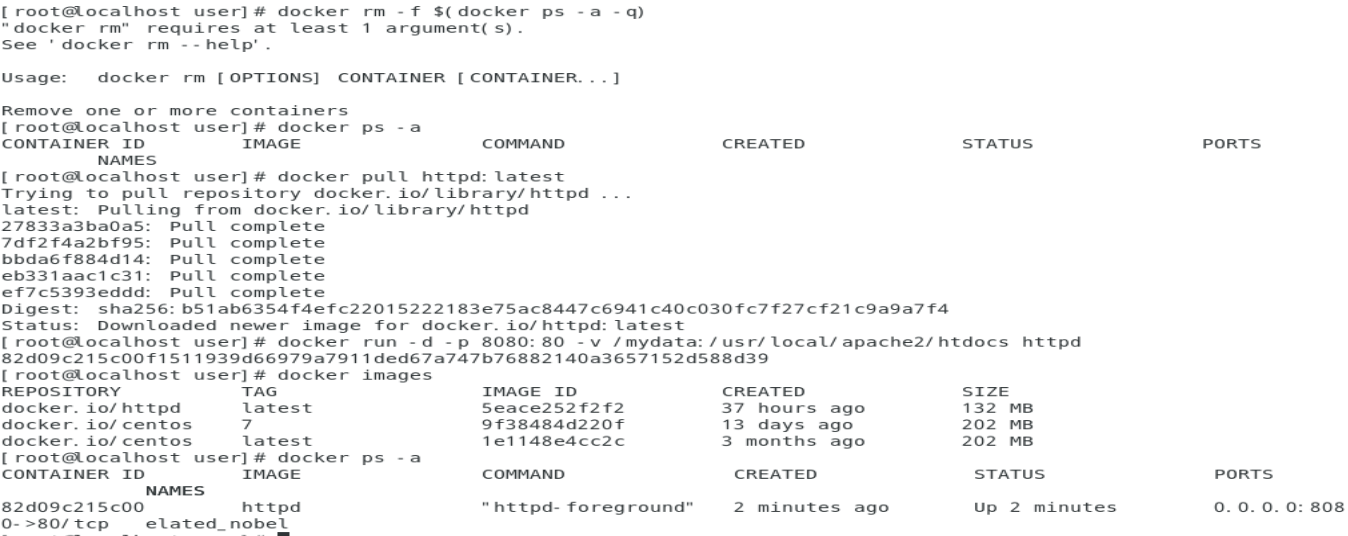 [root@localhost user]# docker rm -f $(docker ps -a -q)
"docker rm" requires at least 1 argument(s).
See 'docker rm --help'.
Usage:  docker rm [OPTIONS] CONTAINER [CONTAINER...]
Remove one or more containers
[root@localhost user]# docker ps -a
CONTAINER ID        IMAGE               COMMAND             CREATED             STATUS              PORTS
        NAMES
[root@localhost user]# docker pull httpd:latest
Trying to pull repository docker.io/library/httpd ...
latest: Pulling from docker.io/library/httpd
27833a3ba0a5: Pull complete
7df2f4a2bf95: Pull complete
bbda6f884d14: Pull complete
eb331aac1c31: Pull complete
ef7c5393eddd: Pull complete
Digest: sha256:b51ab6354f4efc22015222183e75ac8447c6941c40c030fc7f27cf21c9a9a7f4
Status: Downloaded newer image for docker.io/httpd:latest
[root@localhost user]# docker run -d -p 8080:80 -v /mydata:/usr/local/apache2/htdocs httpd
82d09c215c00f1511939d66979a7911ded67a747b76882140a3657152d588d39
[root@localhost user]# docker images
REPOSITORY          TAG                 IMAGE ID            CREATED             SIZE
docker.io/httpd     latest              5eace252f2f2        37 hours ago        132 MB
docker.io/centos    7                   9f38484d220f        13 days ago         202 MB
docker.io/centos    latest              1e1148e4cc2c        3 months ago        202 MB
[root@localhost user]# docker ps -a
CONTAINER ID        IMAGE               COMMAND              CREATED             STATUS              PORTS
            NAMES
82d09c215c00        httpd               "httpd-foreground"   2 minutes ago       Up 2 minutes        0.0.0.0:808
0->80/tcp   elated_nobel